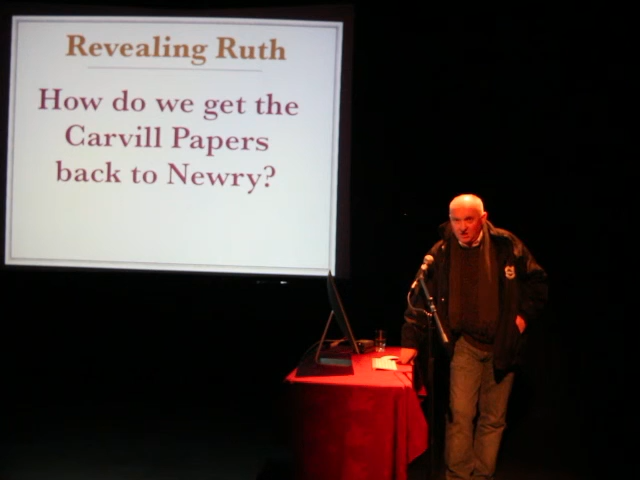 Revealing Ruth
How do we get the
Carvill Papers
back to Newry?